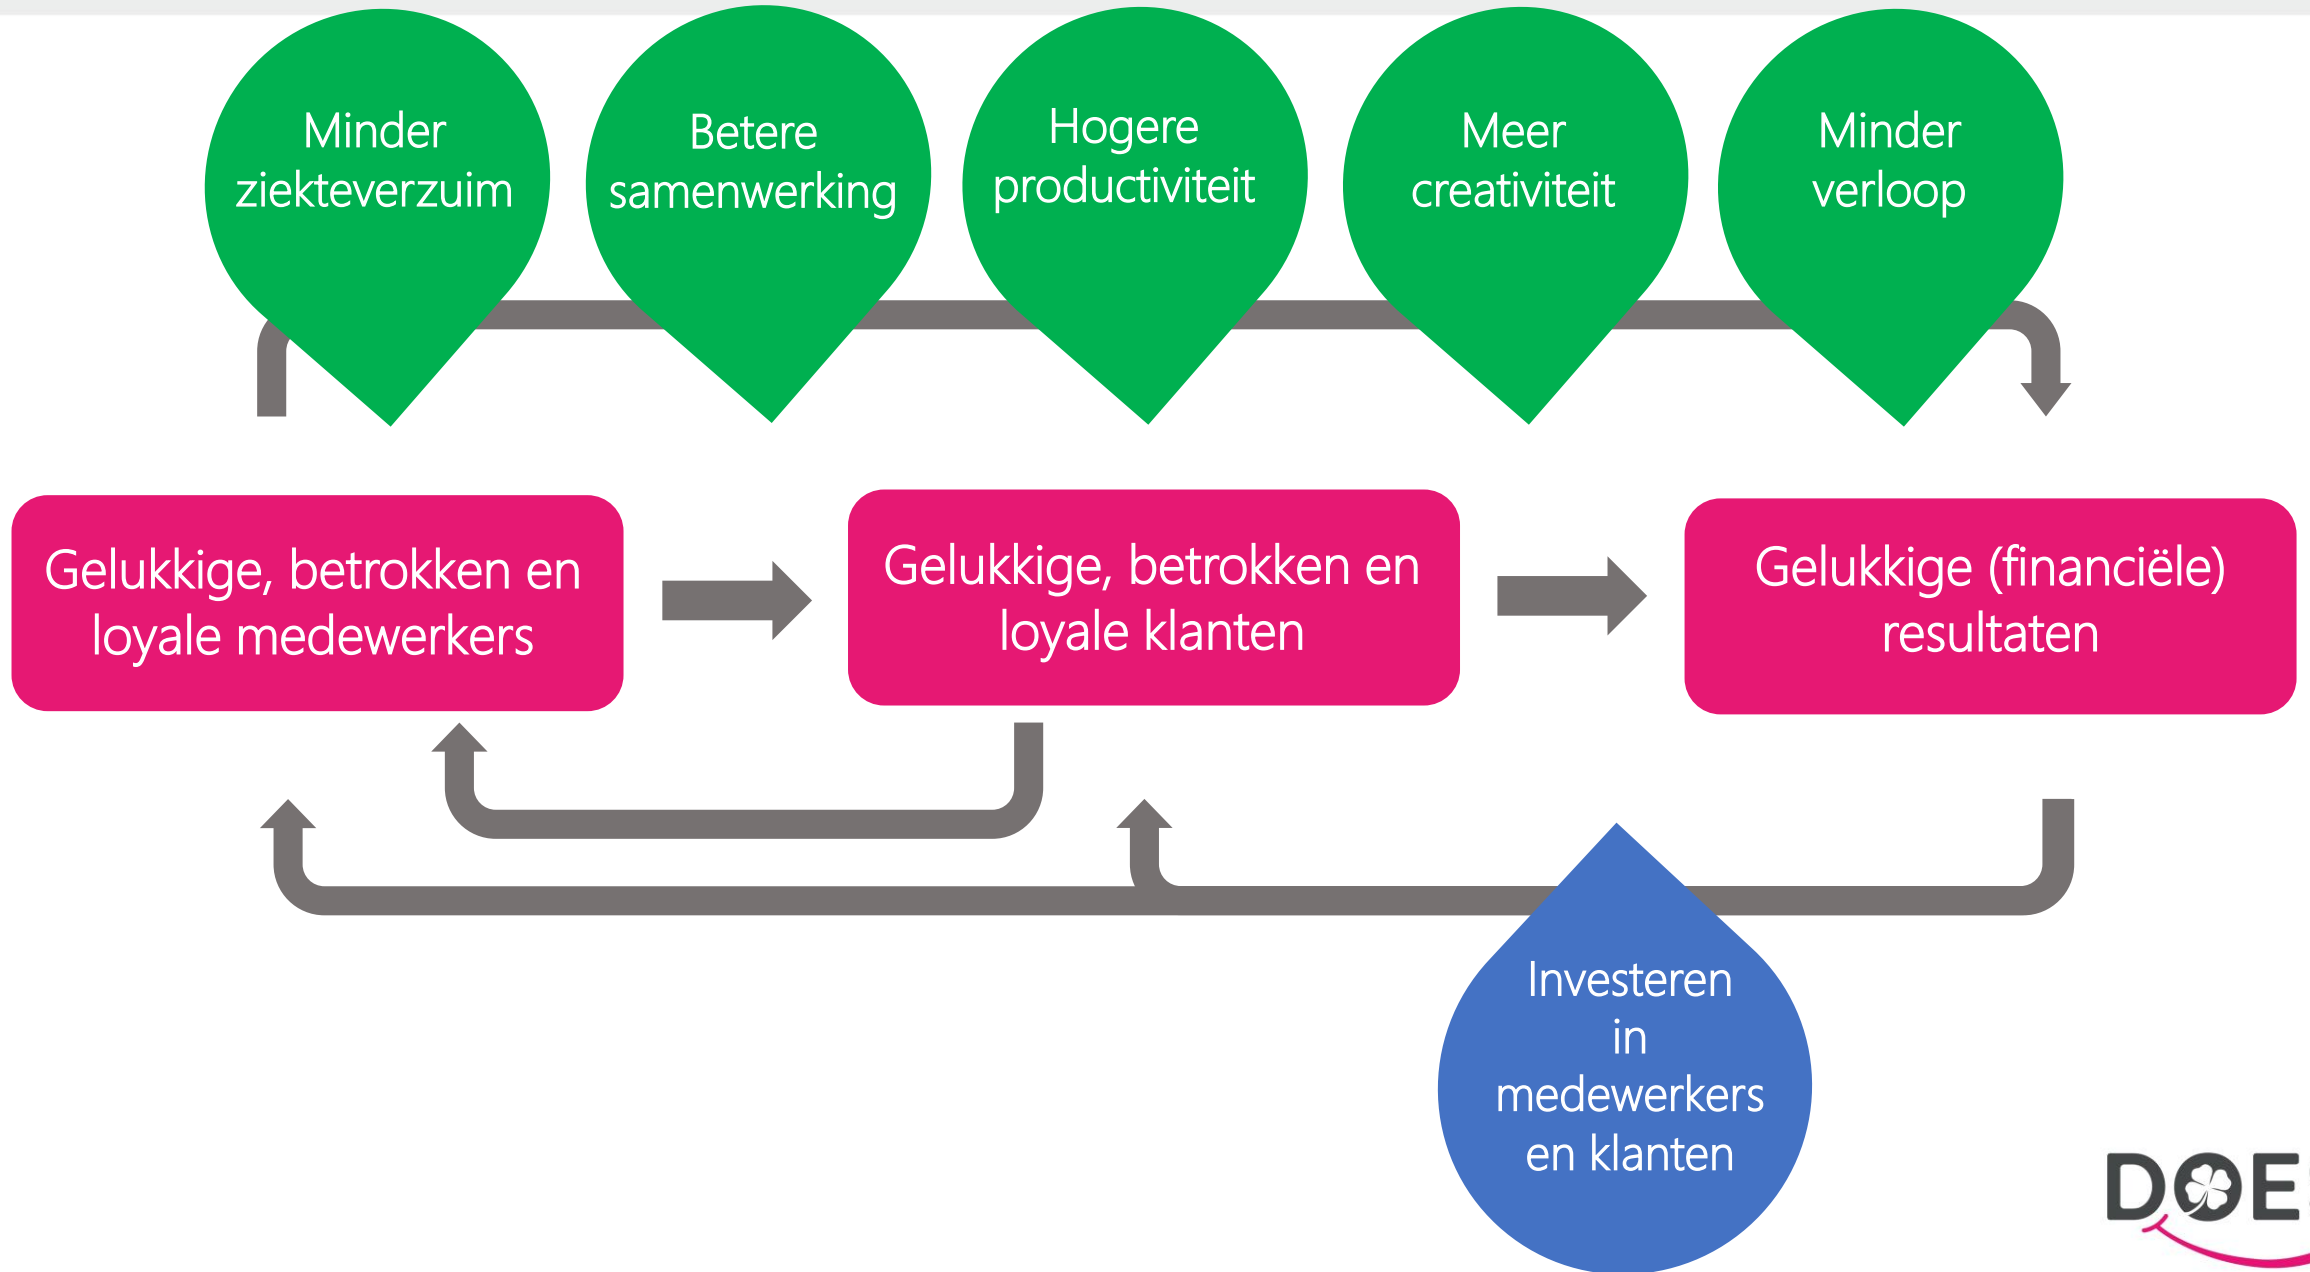 Minder
ziekteverzuim
Betere
samenwerking
Hogere
productiviteit
Meer
creativiteit
Minder
verloop
Gelukkige, betrokken en
loyale medewerkers
Gelukkige, betrokken en
loyale klanten
Gelukkige (financiële)
resultaten
Investeren
in
medewerkers
en klanten
DOE